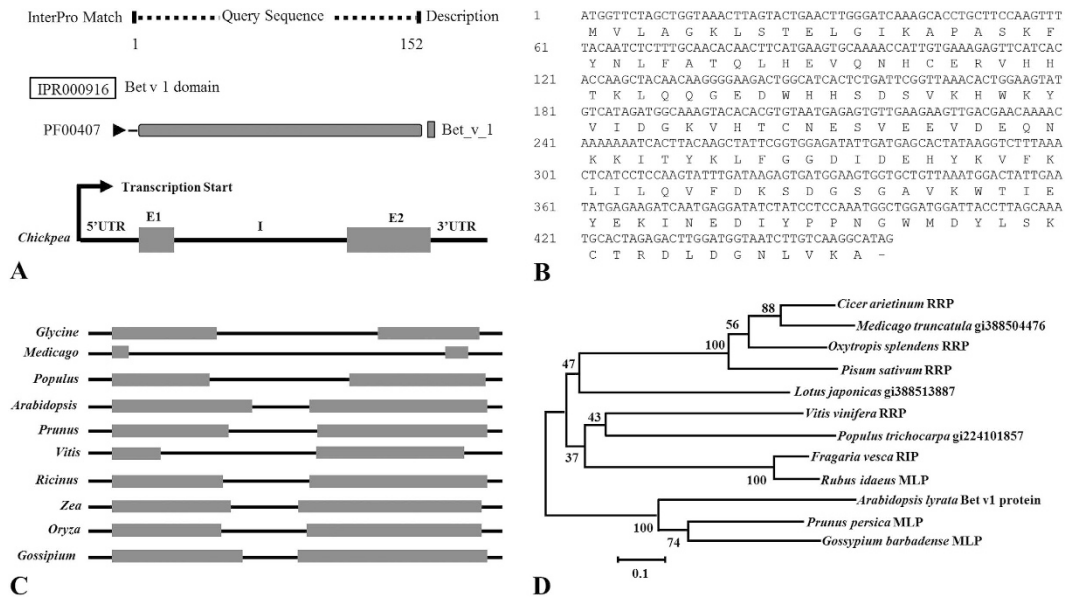 InterPro Match Query Sequence Description
1 152
IPR000916 Bet v 1 domain
PF00407 Bet_v_1
Transcription Start
5'UTR E1 I E2 3'UTR
Chickpea
A
1 ATGGTTCTAGCTGGTAAACTTAGTACTGAACTTGGGATCAAAGCACCTGCTTCCAAGTTT
M V L A G K L S T E L G I K A P A S K F
61 TACAATCTCTTTGCAACACAACTTCATGAAGTGCAAAACCATTGTGAAAGAGTTCATCAC
Y N L F A T Q L H E V Q N H C E R V H H
121 ACCAAGCTACAACAAGGGGAAGACTGGCATCACTCTGATTCGGTTAAACACTGGAAGTAT
T K L Q Q G E D W H H S D S V K H W K Y
181 GTCATAGATGGCAAAGTACACACGTGTAATGAGAGTGTTGAAGAAGTTGACGAACAAAAC
V I D G K V H T C N E S V E E V D E Q N
241 AAAAAAATCACTTACAAGCTATTCGGTGGAGATATTGATGAGCACTATAAGGTCTTTAAA
K K I T Y K L F G G D I D E H Y K V F K
301 CTCATCCTCCAAGTATTTGATAAGAGTGATGGAAGTGGTGCTGTTAAATGGACTATTGAA
L I L Q V F D K S D G S G A V K W T I E
361 TATGAGAAGATCAATGAGGATATCTATCCTCCAAATGGCTGGATGGATTACCTTAGCAAA
Y E K I N E D I Y P P N G W M D Y L S K
421 TGCACTAGAGACTTGGATGGTAATCTTGTCAAGGCATAG
C T R D L D G N L V K A -
B
Glycine
Medicago
Populus
Arabidopsis
Prunus
Vitis
Ricinus
Zea
Oryza
Gossipium
C
Cicer arietinum RRP
88
Medicago truncatula gi388504476
56
Oxytropis splendens RRP
100
Pisum sativum RRP
47
Lotus japonicas gi388513887
Vitis vinifera RRP
43
Populus trichocarpa gi224101857
37
Fragaria vesca RIP
100
Rubus idaeus MLP
Arabidopsis lyrata Bet v1 protein
100
Prunus persica MLP
74
Gossypium barbadense MLP
0.1
D